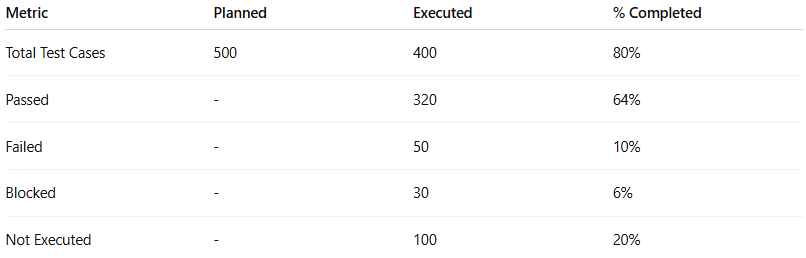 Metric Planned Executed % Completed
Total Test Cases 500 400 80%
Passed - 320 64%
Failed - 50 10%
Blocked - 30 6%
Not Executed - 100 20%